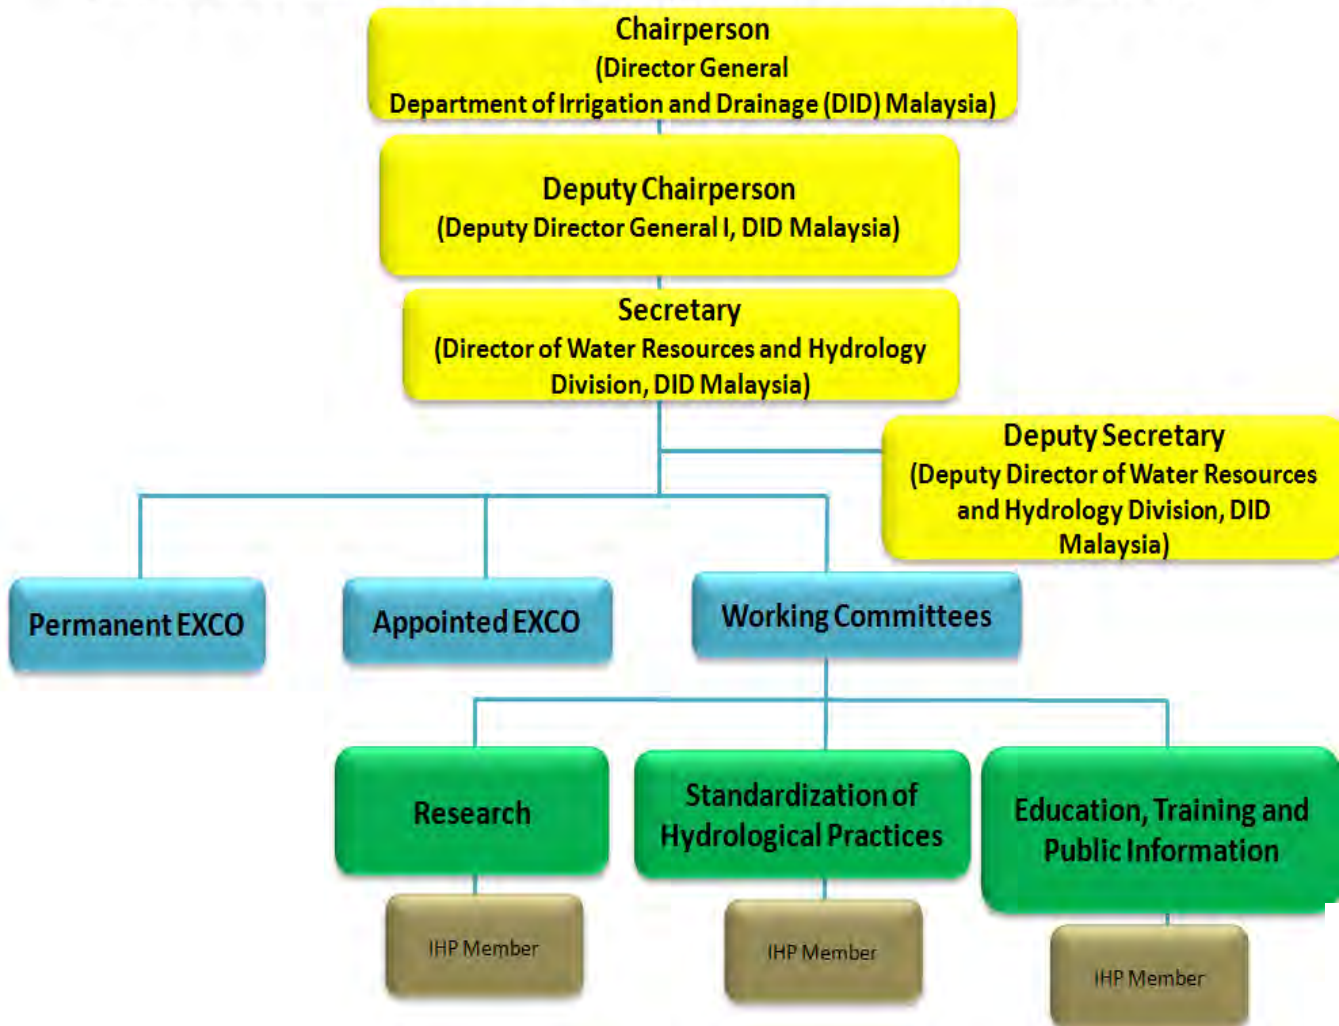 Chairperson
(Director General
Department of Irrigation and Drainage (DID) Malaysia)
Deputy Chairperson
(Deputy Director General I, DID Malaysia)
Secretary
(Director of Water Resources and Hydrology
Division, DID Malaysia)
Deputy Secretary
(Deputy Director of Water Resources
and Hydrology Division, DID
Malaysia)
Permanent EXCO
Appointed EXCO
Working Committees
Research
Standardization of
Hydrological Practices
Education, Training and
Public Information
IHP Member
IHP Member
IHP Member